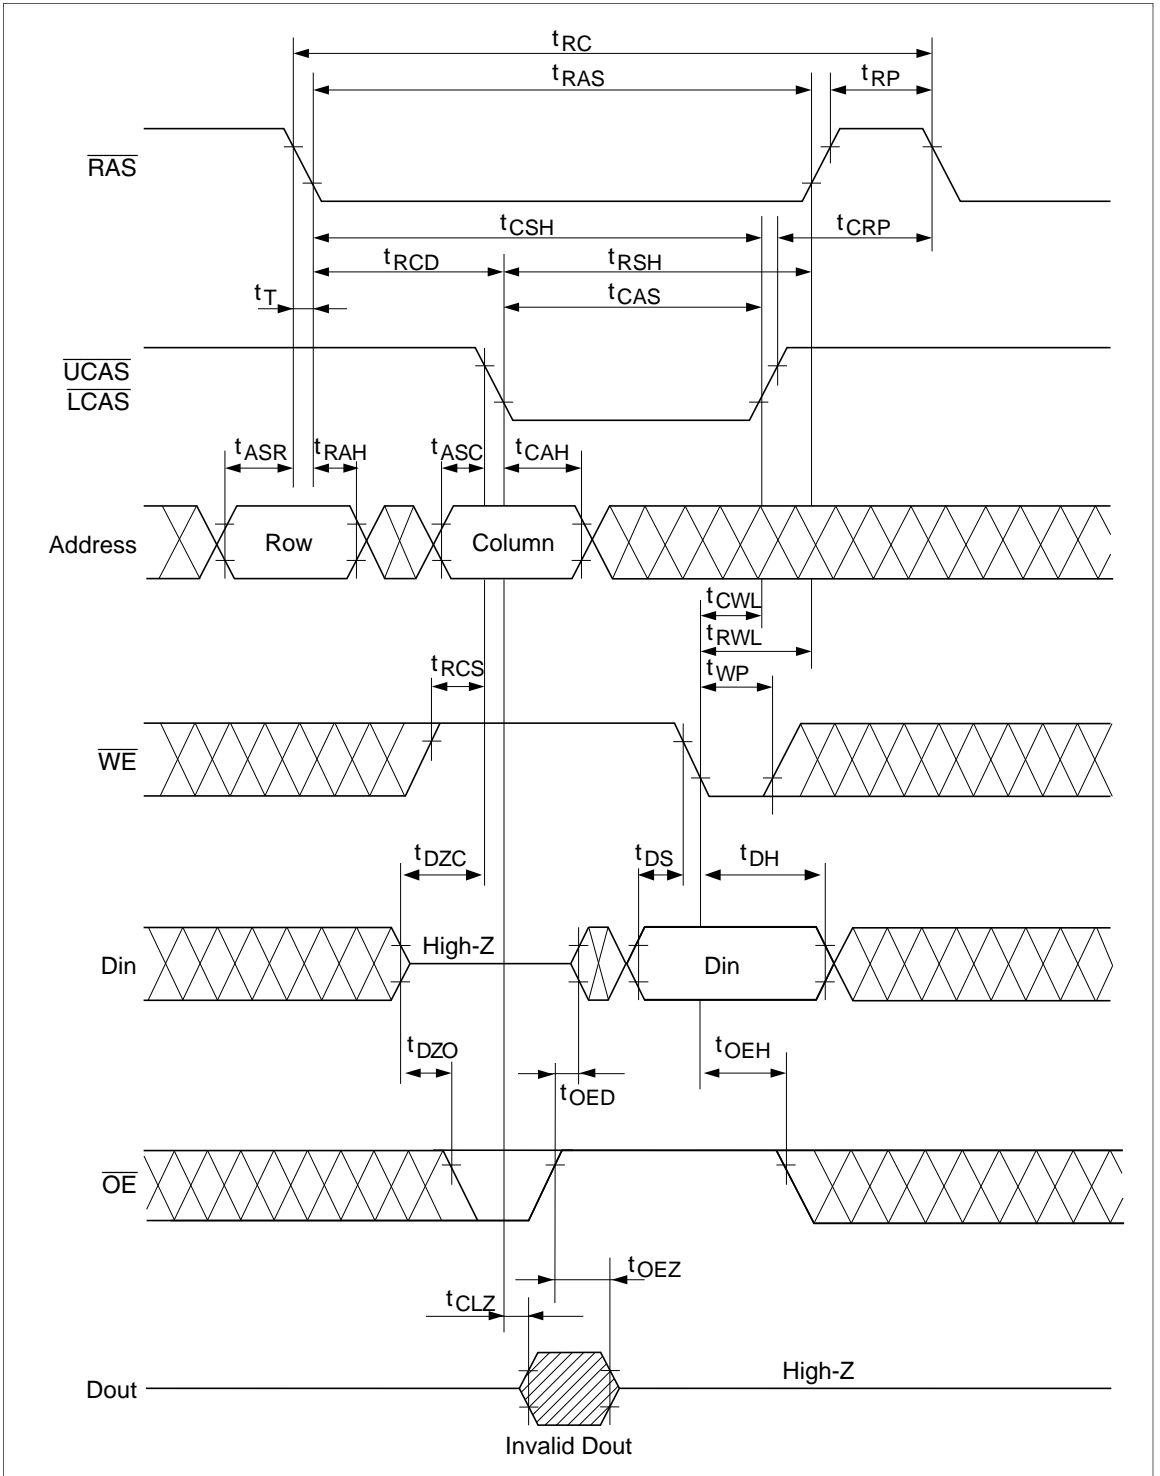 tRC
tRAS
tRP
RAS
tCSH
tCRP
tRCD
tRSH
tT
tCAS
UCAS
LCAS
tASR
tRAH
tASC
tCAH
Address
Row
Column
tCWL
tRWL
tRCS
tWP
WE
tDZC
tDS
tDH
High-Z
Din
Din
tDZO
tOEH
tOED
OE
tOEZ
tCLZ
High-Z
Dout
Invalid Dout